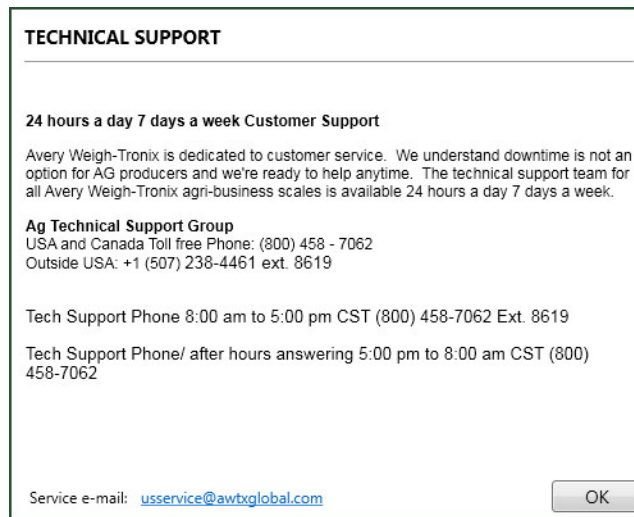 TECHNICAL SUPPORT
24 hours a day 7 days a week Customer Support
Avery Weigh-Tronix is dedicated to customer service.  We understand downtime is not an
option for AG producers and we're ready to help anytime.  The technical support team for
all Avery Weigh-Tronix agri-business scales is available 24 hours a day 7 days a week.
Ag Technical Support Group
USA and Canada Toll free Phone: (800) 458 - 7062
Outside USA: +1 (507) 238-4461 ext. 8619
Tech Support Phone 8:00 am to 5:00 pm CST (800) 458-7062 Ext. 8619
Tech Support Phone/ after hours answering 5:00 pm to 8:00 am CST (800)
458-7062
Service e-mail: usservice@awtxglobal.com
OK